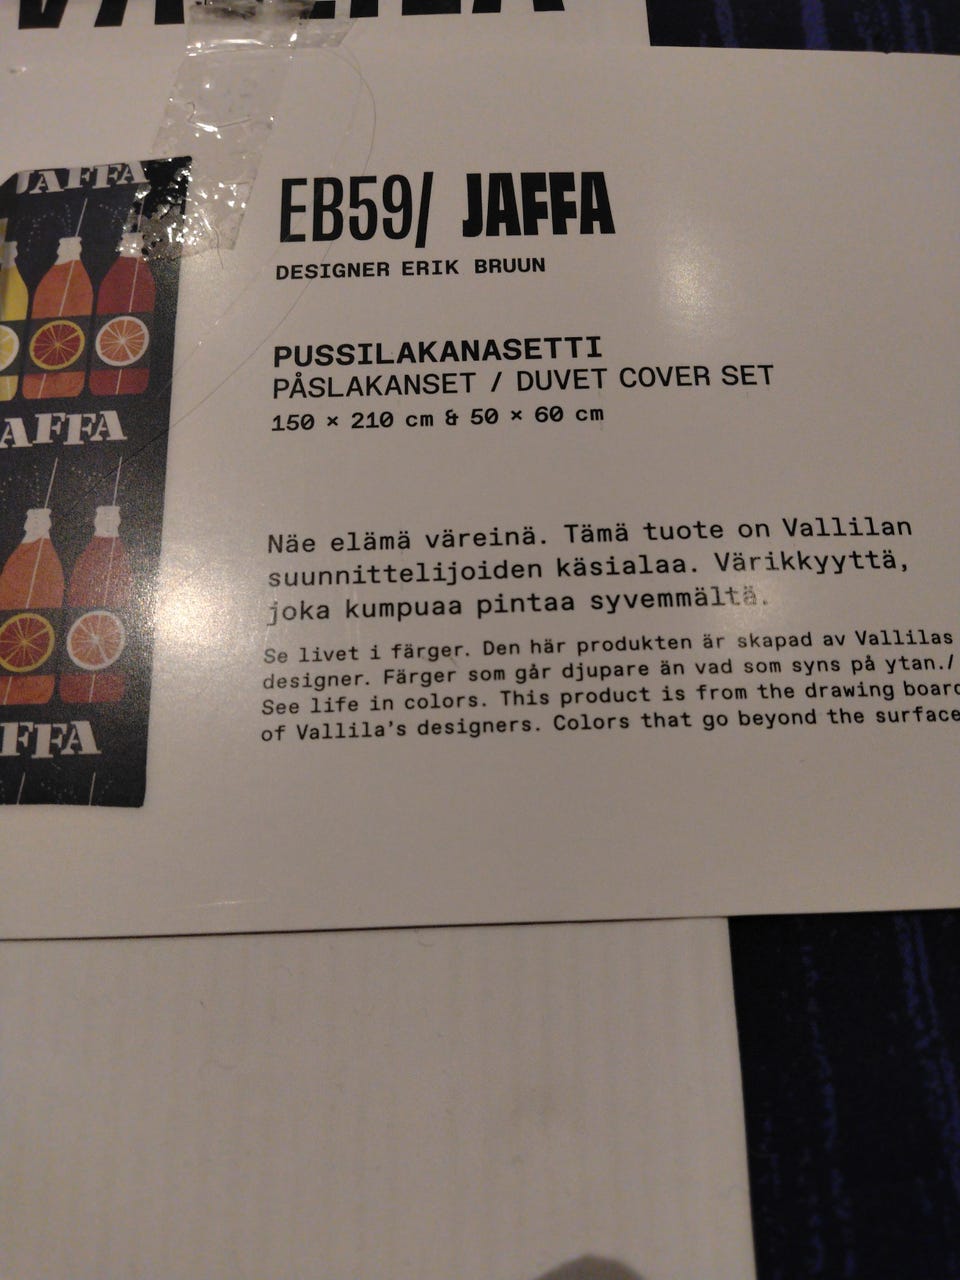 VALLILA
JAFFA
AFFA
FFA
EB59/ JAFFA
DESIGNER ERIK BRUUN
PUSSILAKANASETTI
PÅSLAKANSET / DUVET COVER SET
150 × 210 cm & 50 × 60 cm
Näe elämä väreinä. Tämä tuote on Vallilan
suunnittelijoiden käsialaa. Värikkyyttä,
joka kumpuaa pintaa syvemmältä.
Se livet i färger. Den här produkten är skapad av Vallilas
designer. Färger som går djupare än vad som syns på ytan./
See life in colors. This product is from the drawing board
of Vallila's designers. Colors that go beyond the surface